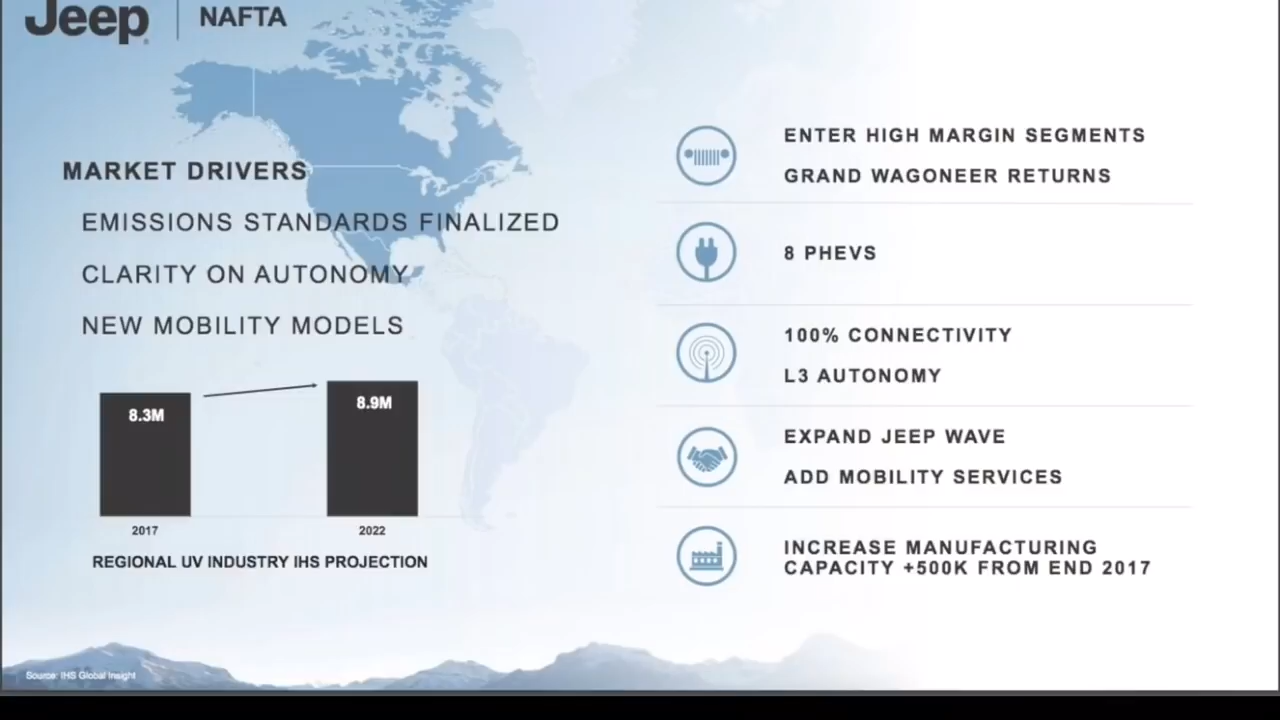 Jeep
NAFTA
MARKET DRIVERS
EMISSIONS STANDARDS FINALIZED
CLARITY ON AUTONOMY
NEW MOBILITY MODELS
8.3M
8.9M
2017
2022
REGIONAL UV INDUSTRY IHS PROJECTION
ENTER HIGH MARGIN SEGMENTS
GRAND WAGONEER RETURNS
8 PHEVS
100% CONNECTIVITY
L3 AUTONOMY
EXPAND JEEP WAVE
ADD MOBILITY SERVICES
INCREASE MANUFACTURING
CAPACITY +500K FROM END 2017
Source: IHS Global Insight